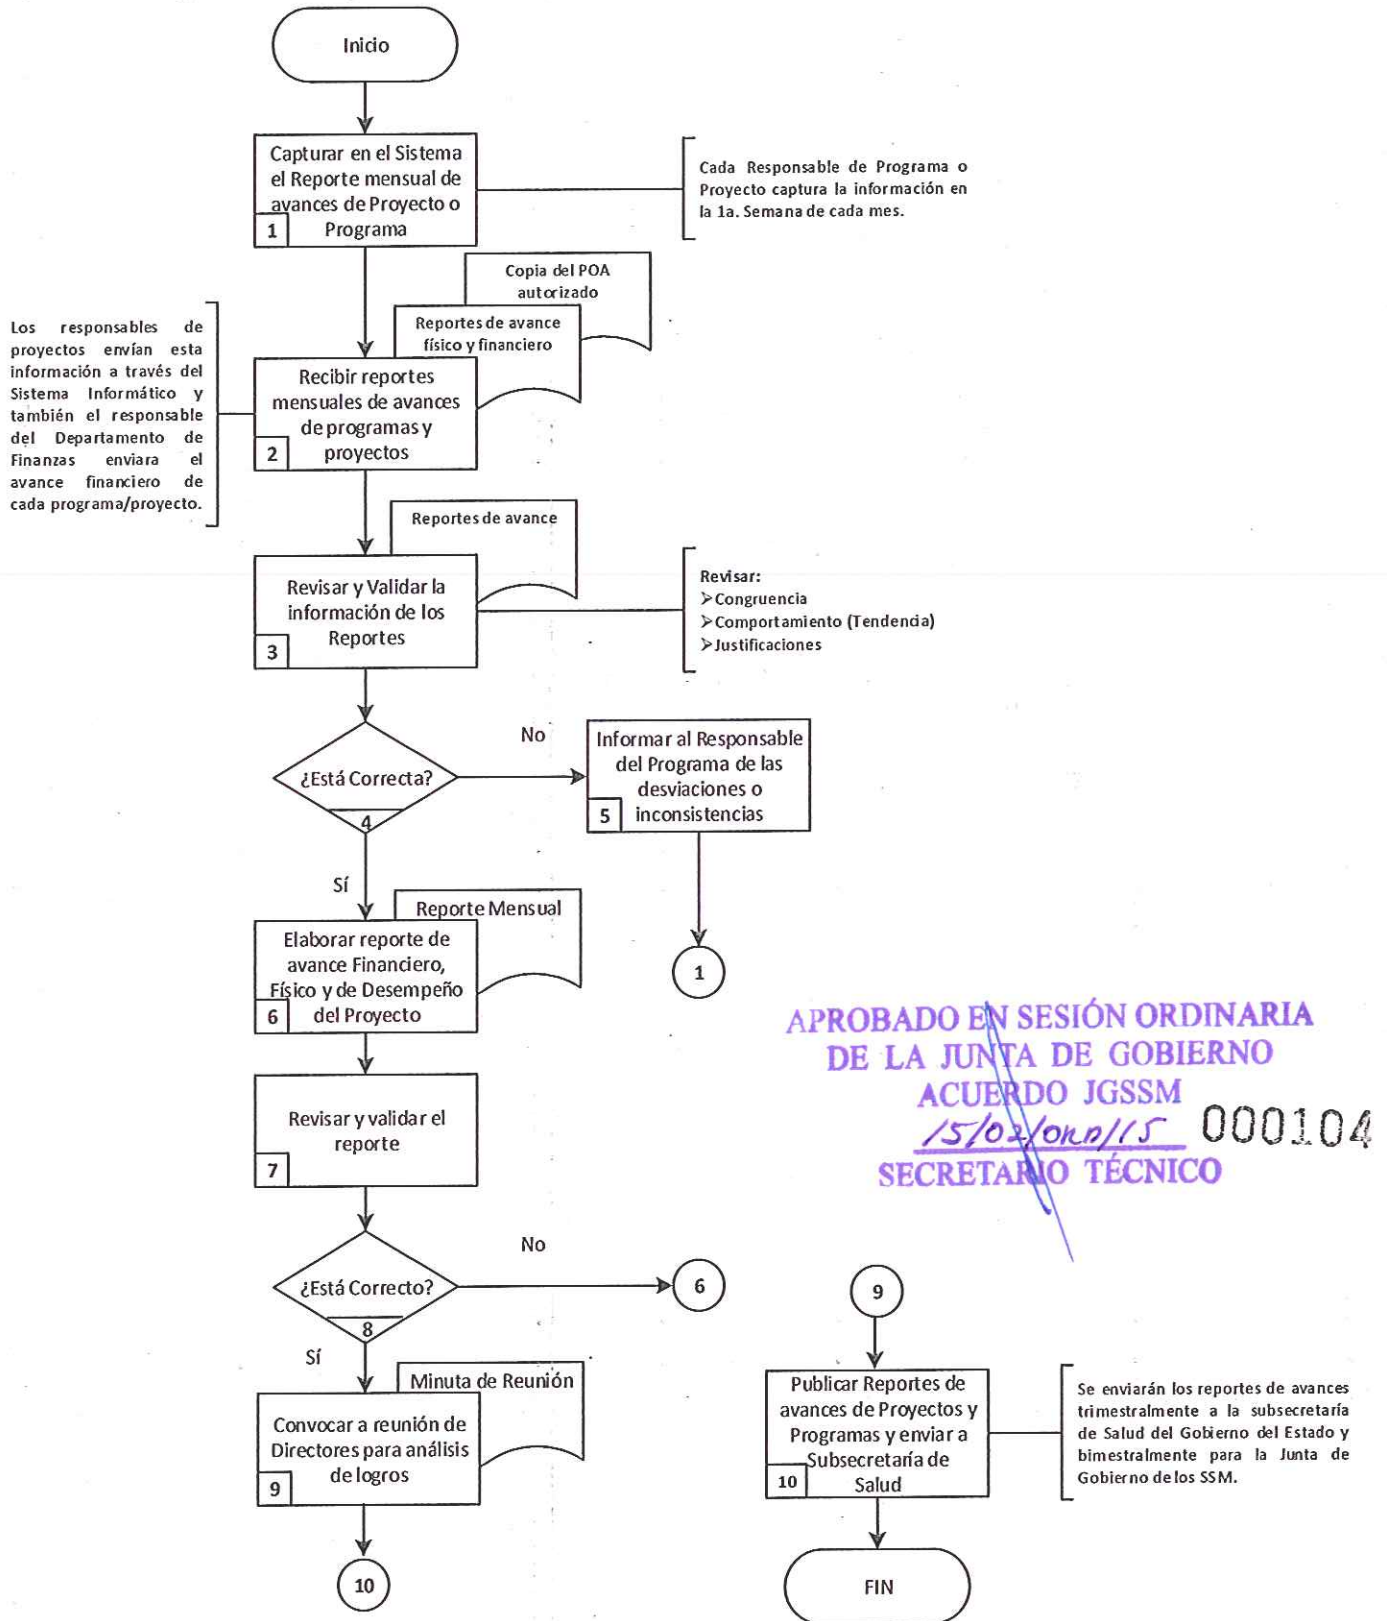 Inicio
Capturar en el Sistema
el Reporte mensual de
avances de Proyecto o
Programa
1
Cada Responsable de Programa o
Proyecto captura la información en
la 1a. Semana de cada mes.
Copia del POA
autorizado
Reportes de avance
físico y financiero
Los responsables de
proyectos envían esta
información a través del
Sistema Informático y
también el responsable
del Departamento de
Finanzas enviara el
avance financiero de
cada programa/proyecto.
Recibir reportes
mensuales de avances
de programas y
proyectos
2
Reportes de avance
Revisar y Validar la
información de los
Reportes
3
Revisar:
➢Congruencia
➢Comportamiento (Tendencia)
➢Justificaciones
¿Está Correcta?
4
No
Informar al Responsable
del Programa de las
desviaciones o
inconsistencias
5
1
Sí
Reporte Mensual
Elaborar reporte de
avance Financiero,
Físico y de Desempeño
del Proyecto
6
Revisar y validar el
reporte
7
APROBADO EN SESIÓN ORDINARIA
DE LA JUNTA DE GOBIERNO
ACUERDO JGSSM
15/02/ORD/15
000104
SECRETARIO TÉCNICO
¿Está Correcto?
8
No
6
Sí
Minuta de Reunión
Convocar a reunión de
Directores para análisis
de logros
9
10
9
Publicar Reportes de
avances de Proyectos y
Programas y enviar a
Subsecretaría de
Salud
10
Se enviarán los reportes de avances
trimestralmente a la subsecretaría
de Salud del Gobierno del Estado y
bimestralmente para la Junta de
Gobierno de los SSM.
FIN